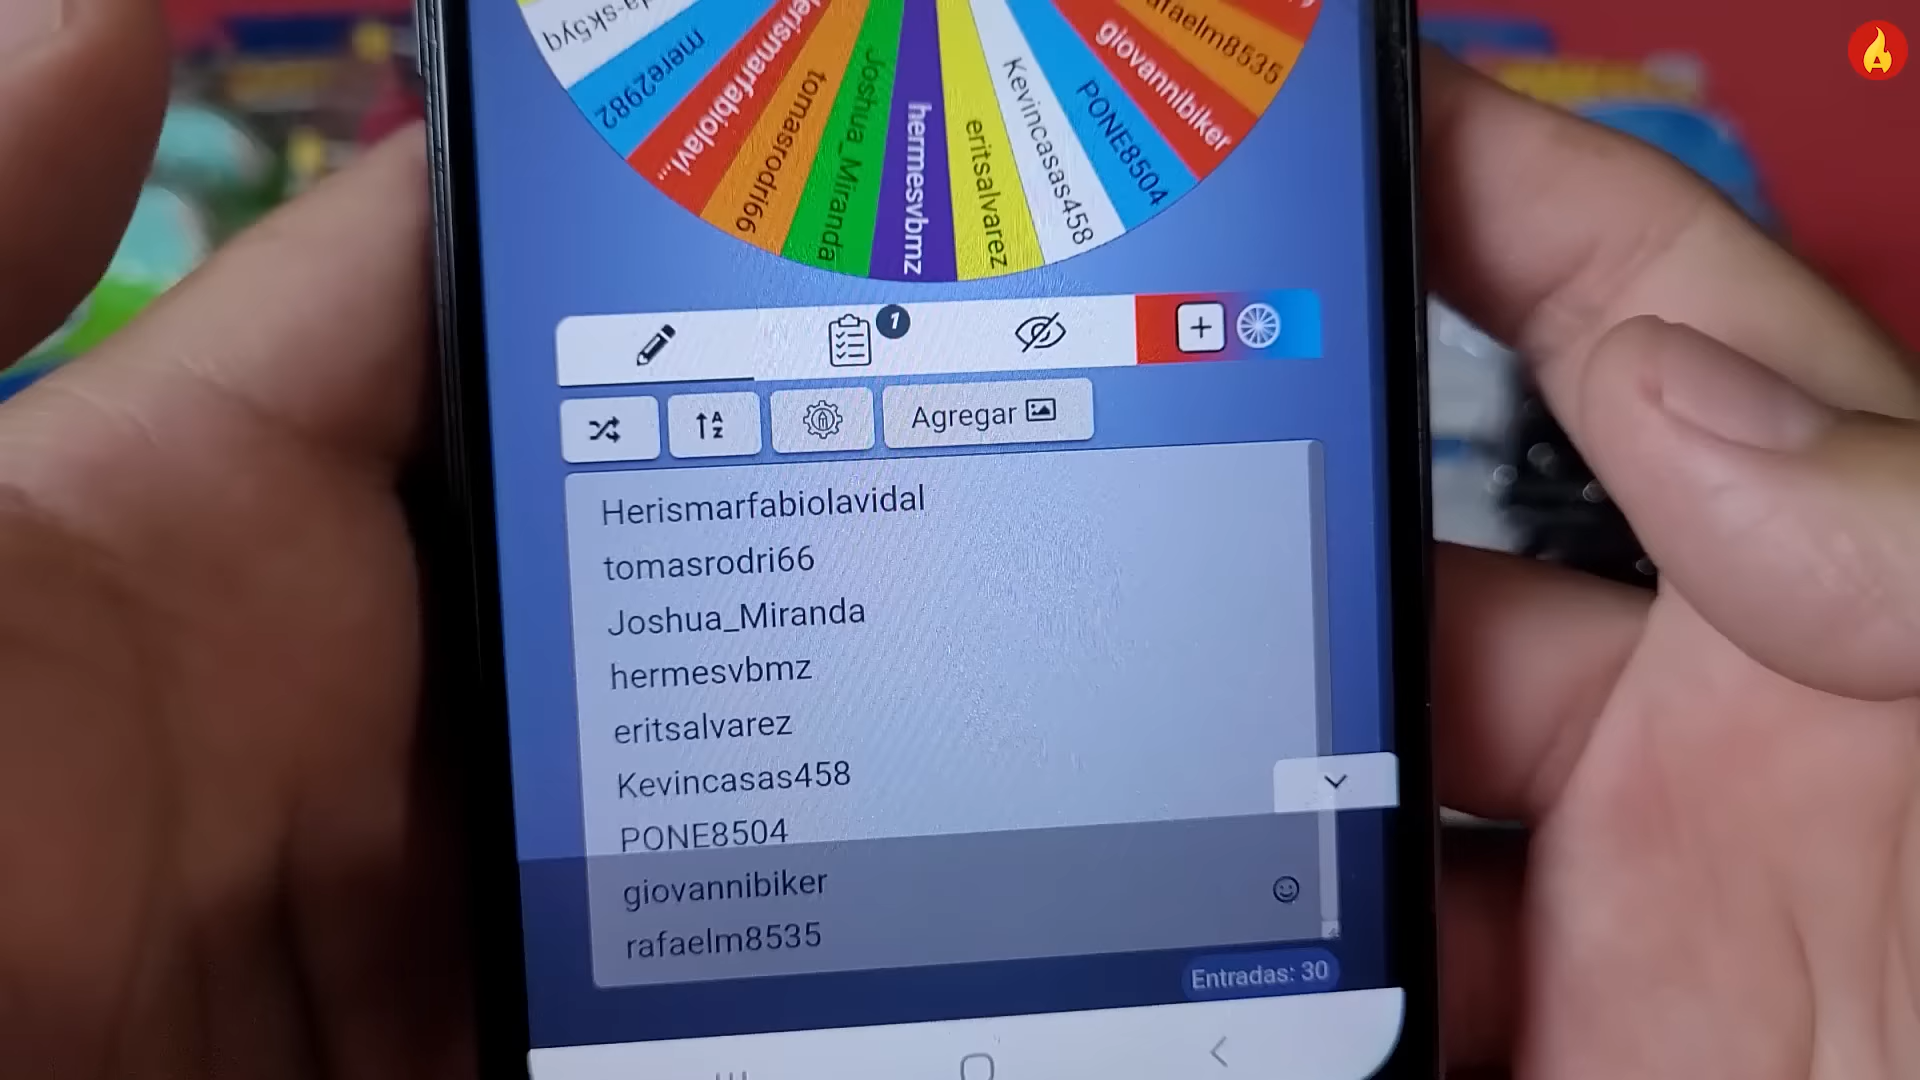 mere2982
Herismarfabiolavi...
tomasrodri66
Joshua_Miranda
hermesvbmz
eritsalvarez
Kevincasas458
PONE8504
giovannibiker
rafaelm8535
1
A
Z
Agregar
Herismarfabiolavidal
tomasrodri66
Joshua_Miranda
hermesvbmz
eritsalvarez
Kevincasas458
PONE8504
giovannibiker
rafaelm8535
Entradas: 30